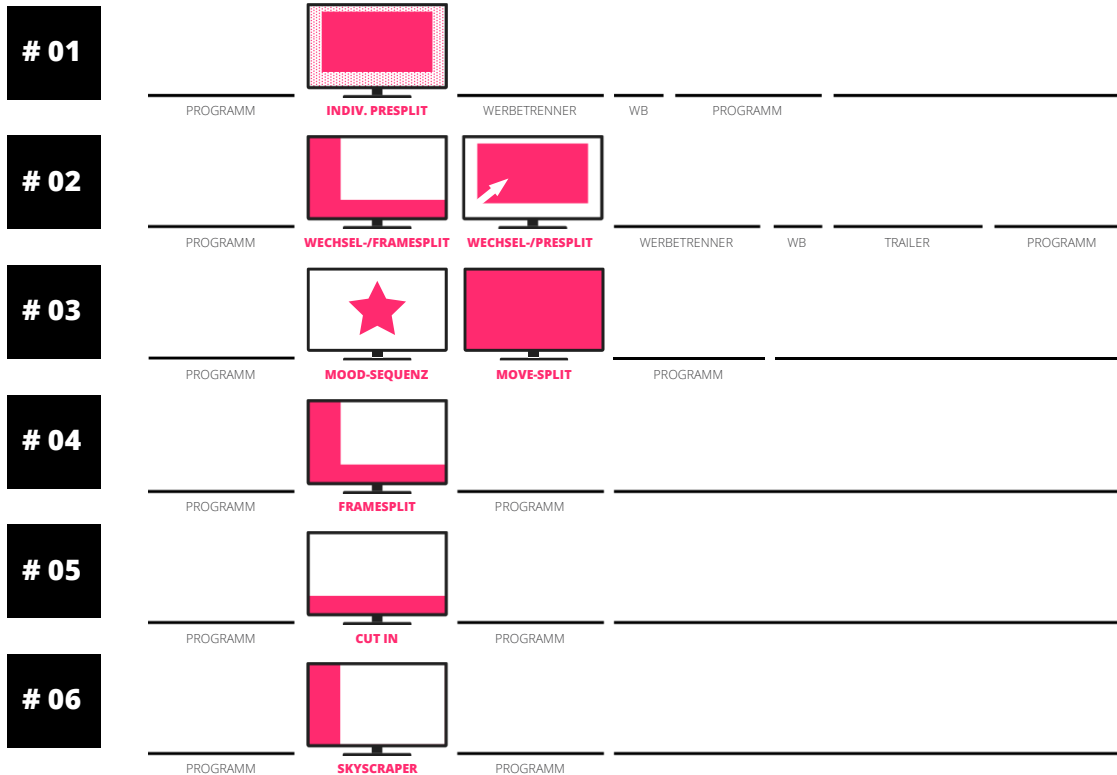 # 01
PROGRAMM INDIV. PRESPLIT WERBETRENNER WB PROGRAMM
# 02
PROGRAMM WECHSEL-/FRAMESPLIT WECHSEL-/PRESPLIT WERBETRENNER WB TRAILER PROGRAMM
# 03
PROGRAMM MOOD-SEQUENZ MOVE-SPLIT PROGRAMM
# 04
PROGRAMM FRAMESPLIT PROGRAMM
# 05
PROGRAMM CUT IN PROGRAMM
# 06
PROGRAMM SKYSCRAPER PROGRAMM